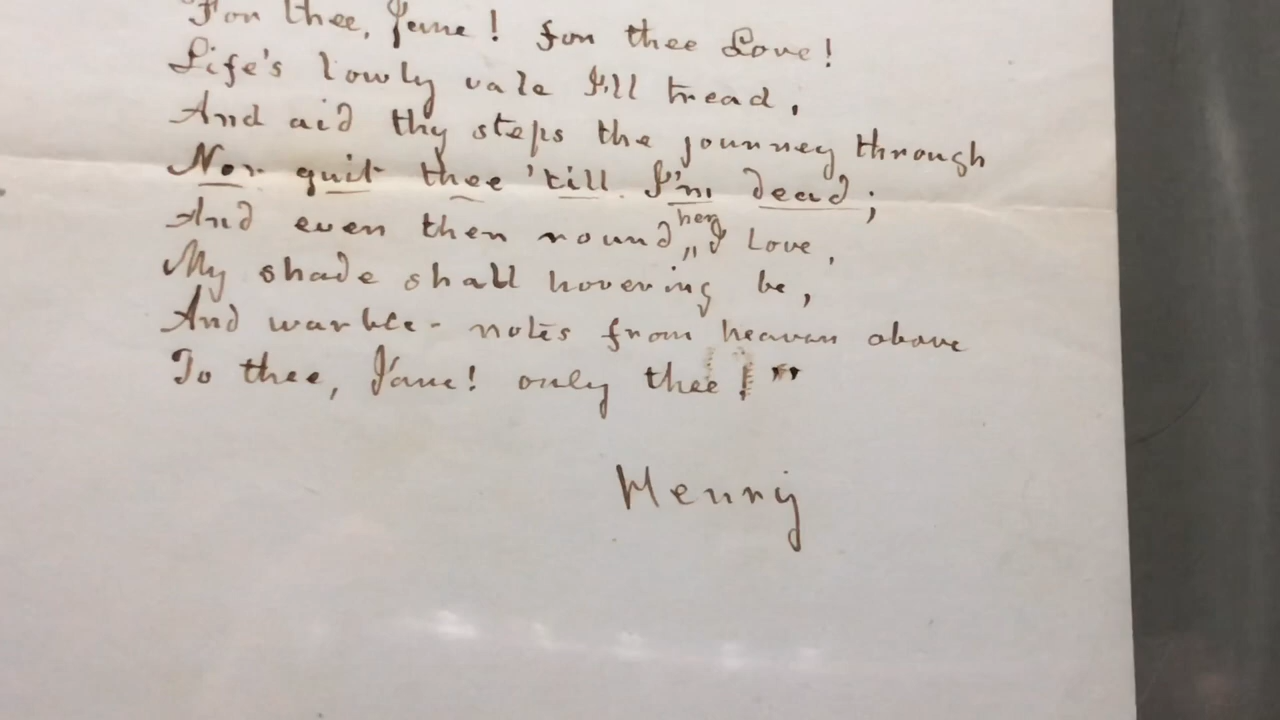 For thee, Jane! for thee Love!
Life's lowly vale I'll tread,
And aid thy steps the journey through
Nor quit thee 'till I'm dead;
And even then round „ her I love,
My shade shall hovering be,
And warble - notes from heaven above
To thee, Jane! only thee!"
Henry